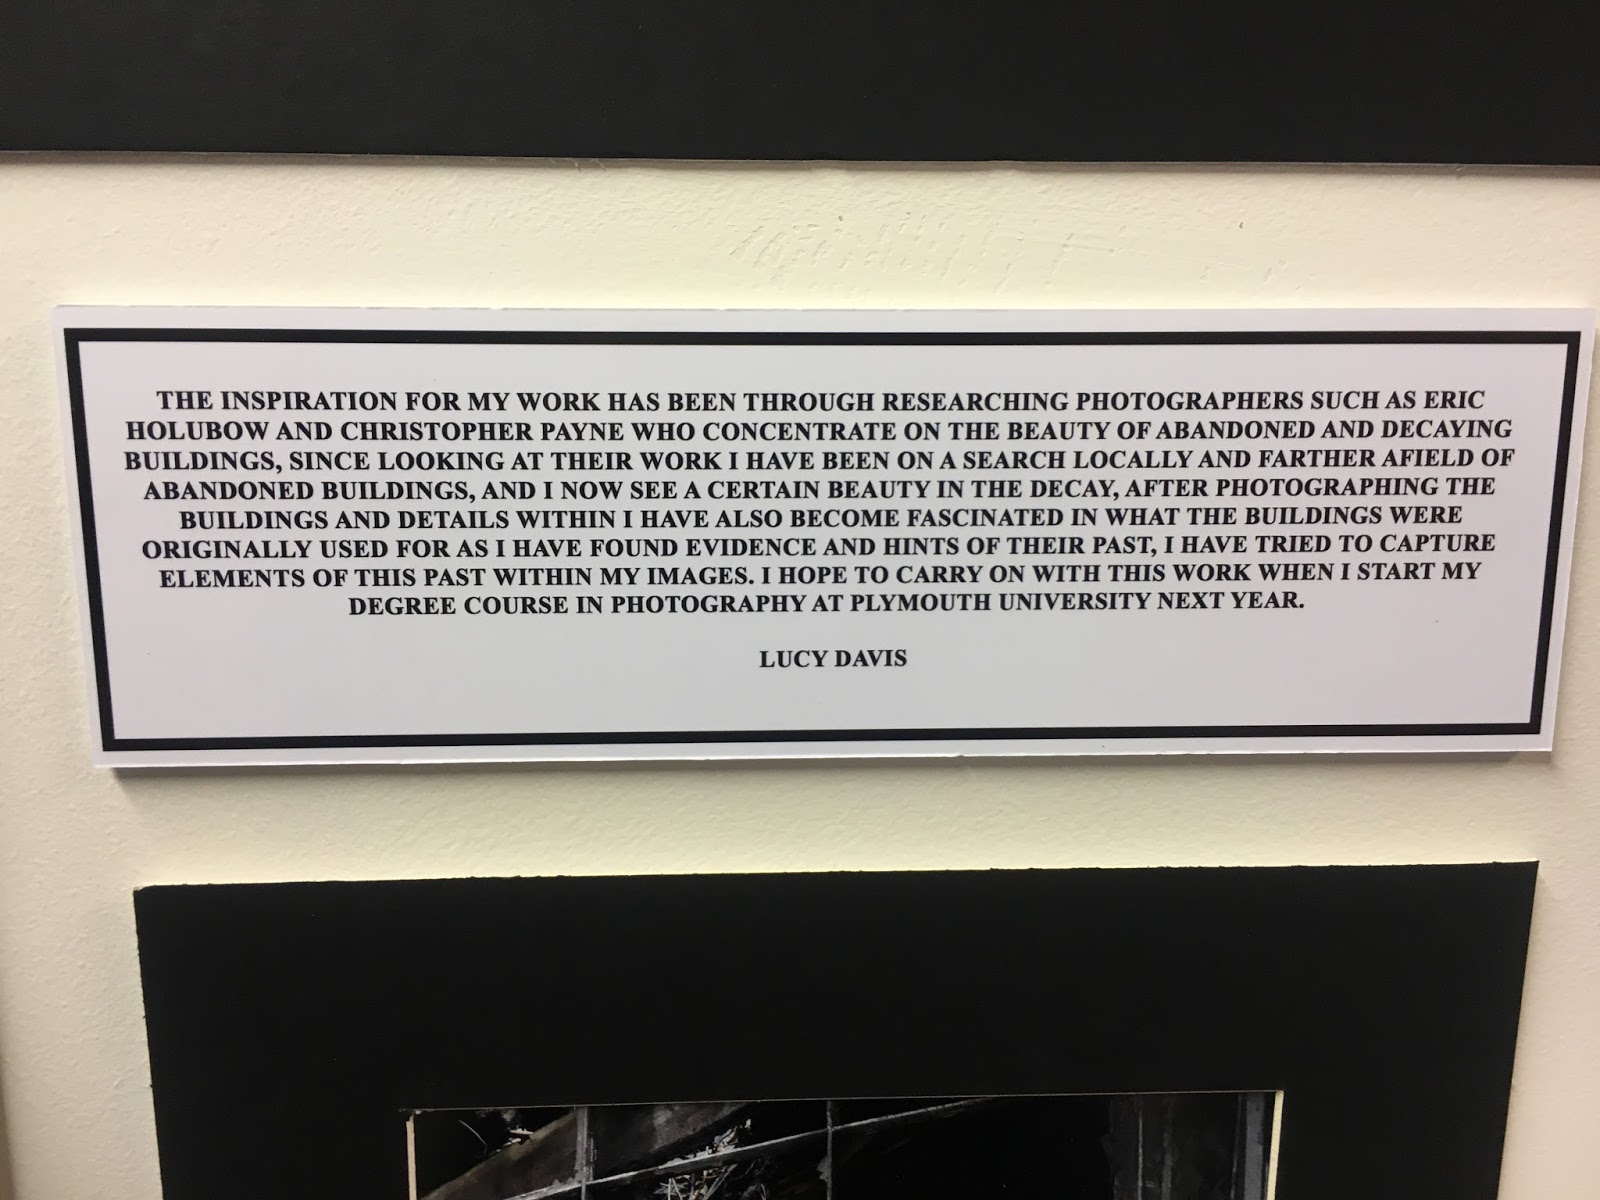 THE INSPIRATION FOR MY WORK HAS BEEN THROUGH RESEARCHING PHOTOGRAPHERS SUCH AS ERIC
HOLUBOW AND CHRISTOPHER PAYNE WHO CONCENTRATE ON THE BEAUTY OF ABANDONED AND DECAYING
BUILDINGS, SINCE LOOKING AT THEIR WORK I HAVE BEEN ON A SEARCH LOCALLY AND FARTHER AFIELD OF
ABANDONED BUILDINGS, AND I NOW SEE A CERTAIN BEAUTY IN THE DECAY, AFTER PHOTOGRAPHING THE
BUILDINGS AND DETAILS WITHIN I HAVE ALSO BECOME FASCINATED IN WHAT THE BUILDINGS WERE
ORIGINALLY USED FOR AS I HAVE FOUND EVIDENCE AND HINTS OF THEIR PAST, I HAVE TRIED TO CAPTURE
ELEMENTS OF THIS PAST WITHIN MY IMAGES. I HOPE TO CARRY ON WITH THIS WORK WHEN I START MY
DEGREE COURSE IN PHOTOGRAPHY AT PLYMOUTH UNIVERSITY NEXT YEAR.
LUCY DAVIS